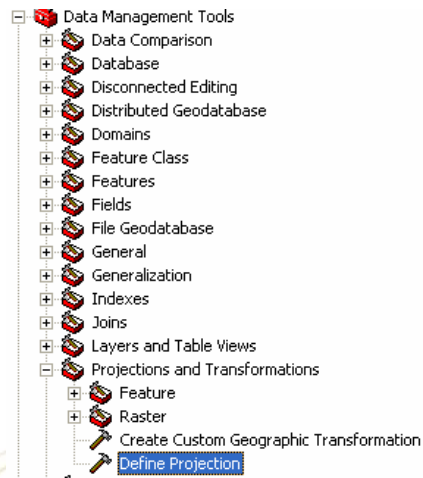 Data Management Tools
Data Comparison
Database
Disconnected Editing
Distributed Geodatabase
Domains
Feature Class
Features
Fields
File Geodatabase
General
Generalization
Indexes
Joins
Layers and Table Views
Projections and Transformations
Feature
Raster
Create Custom Geographic Transformation
Define Projection